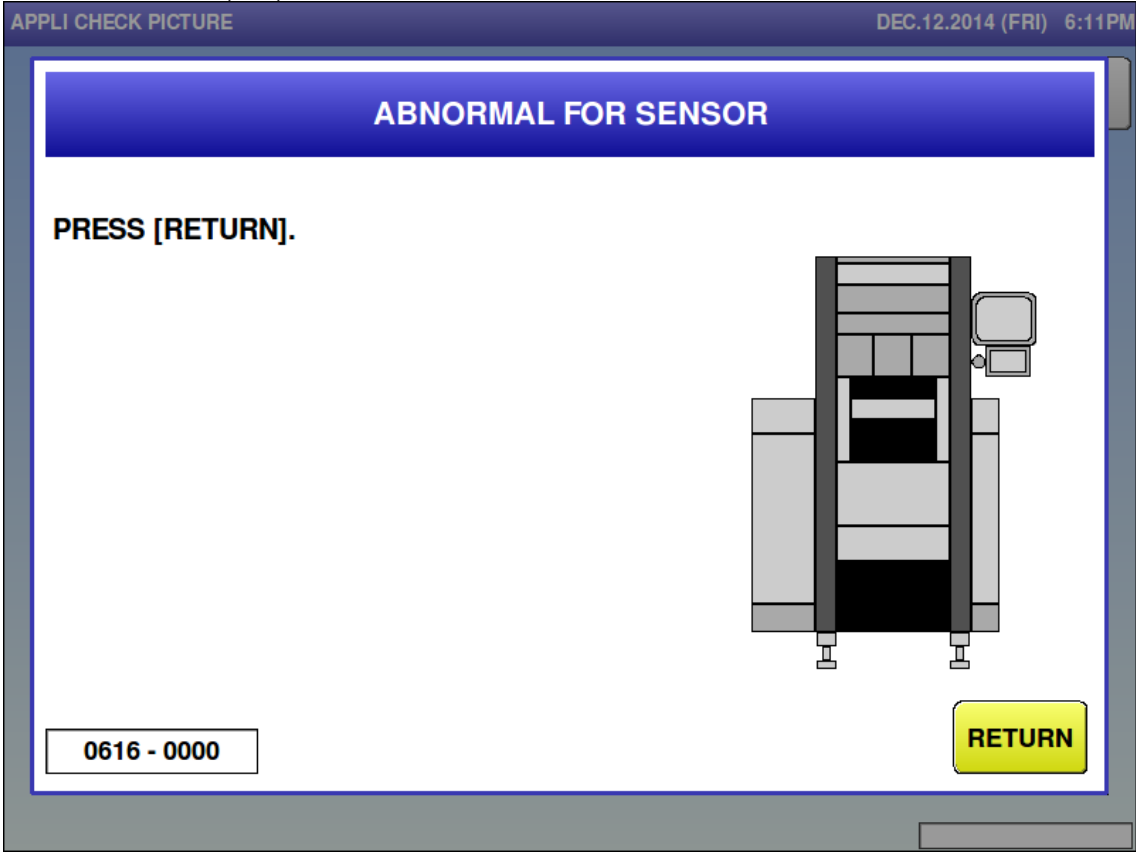 APPLI CHECK PICTURE DEC.12.2014 (FRI) 6:11PM
ABNORMAL FOR SENSOR
PRESS [RETURN].
0616 - 0000
RETURN